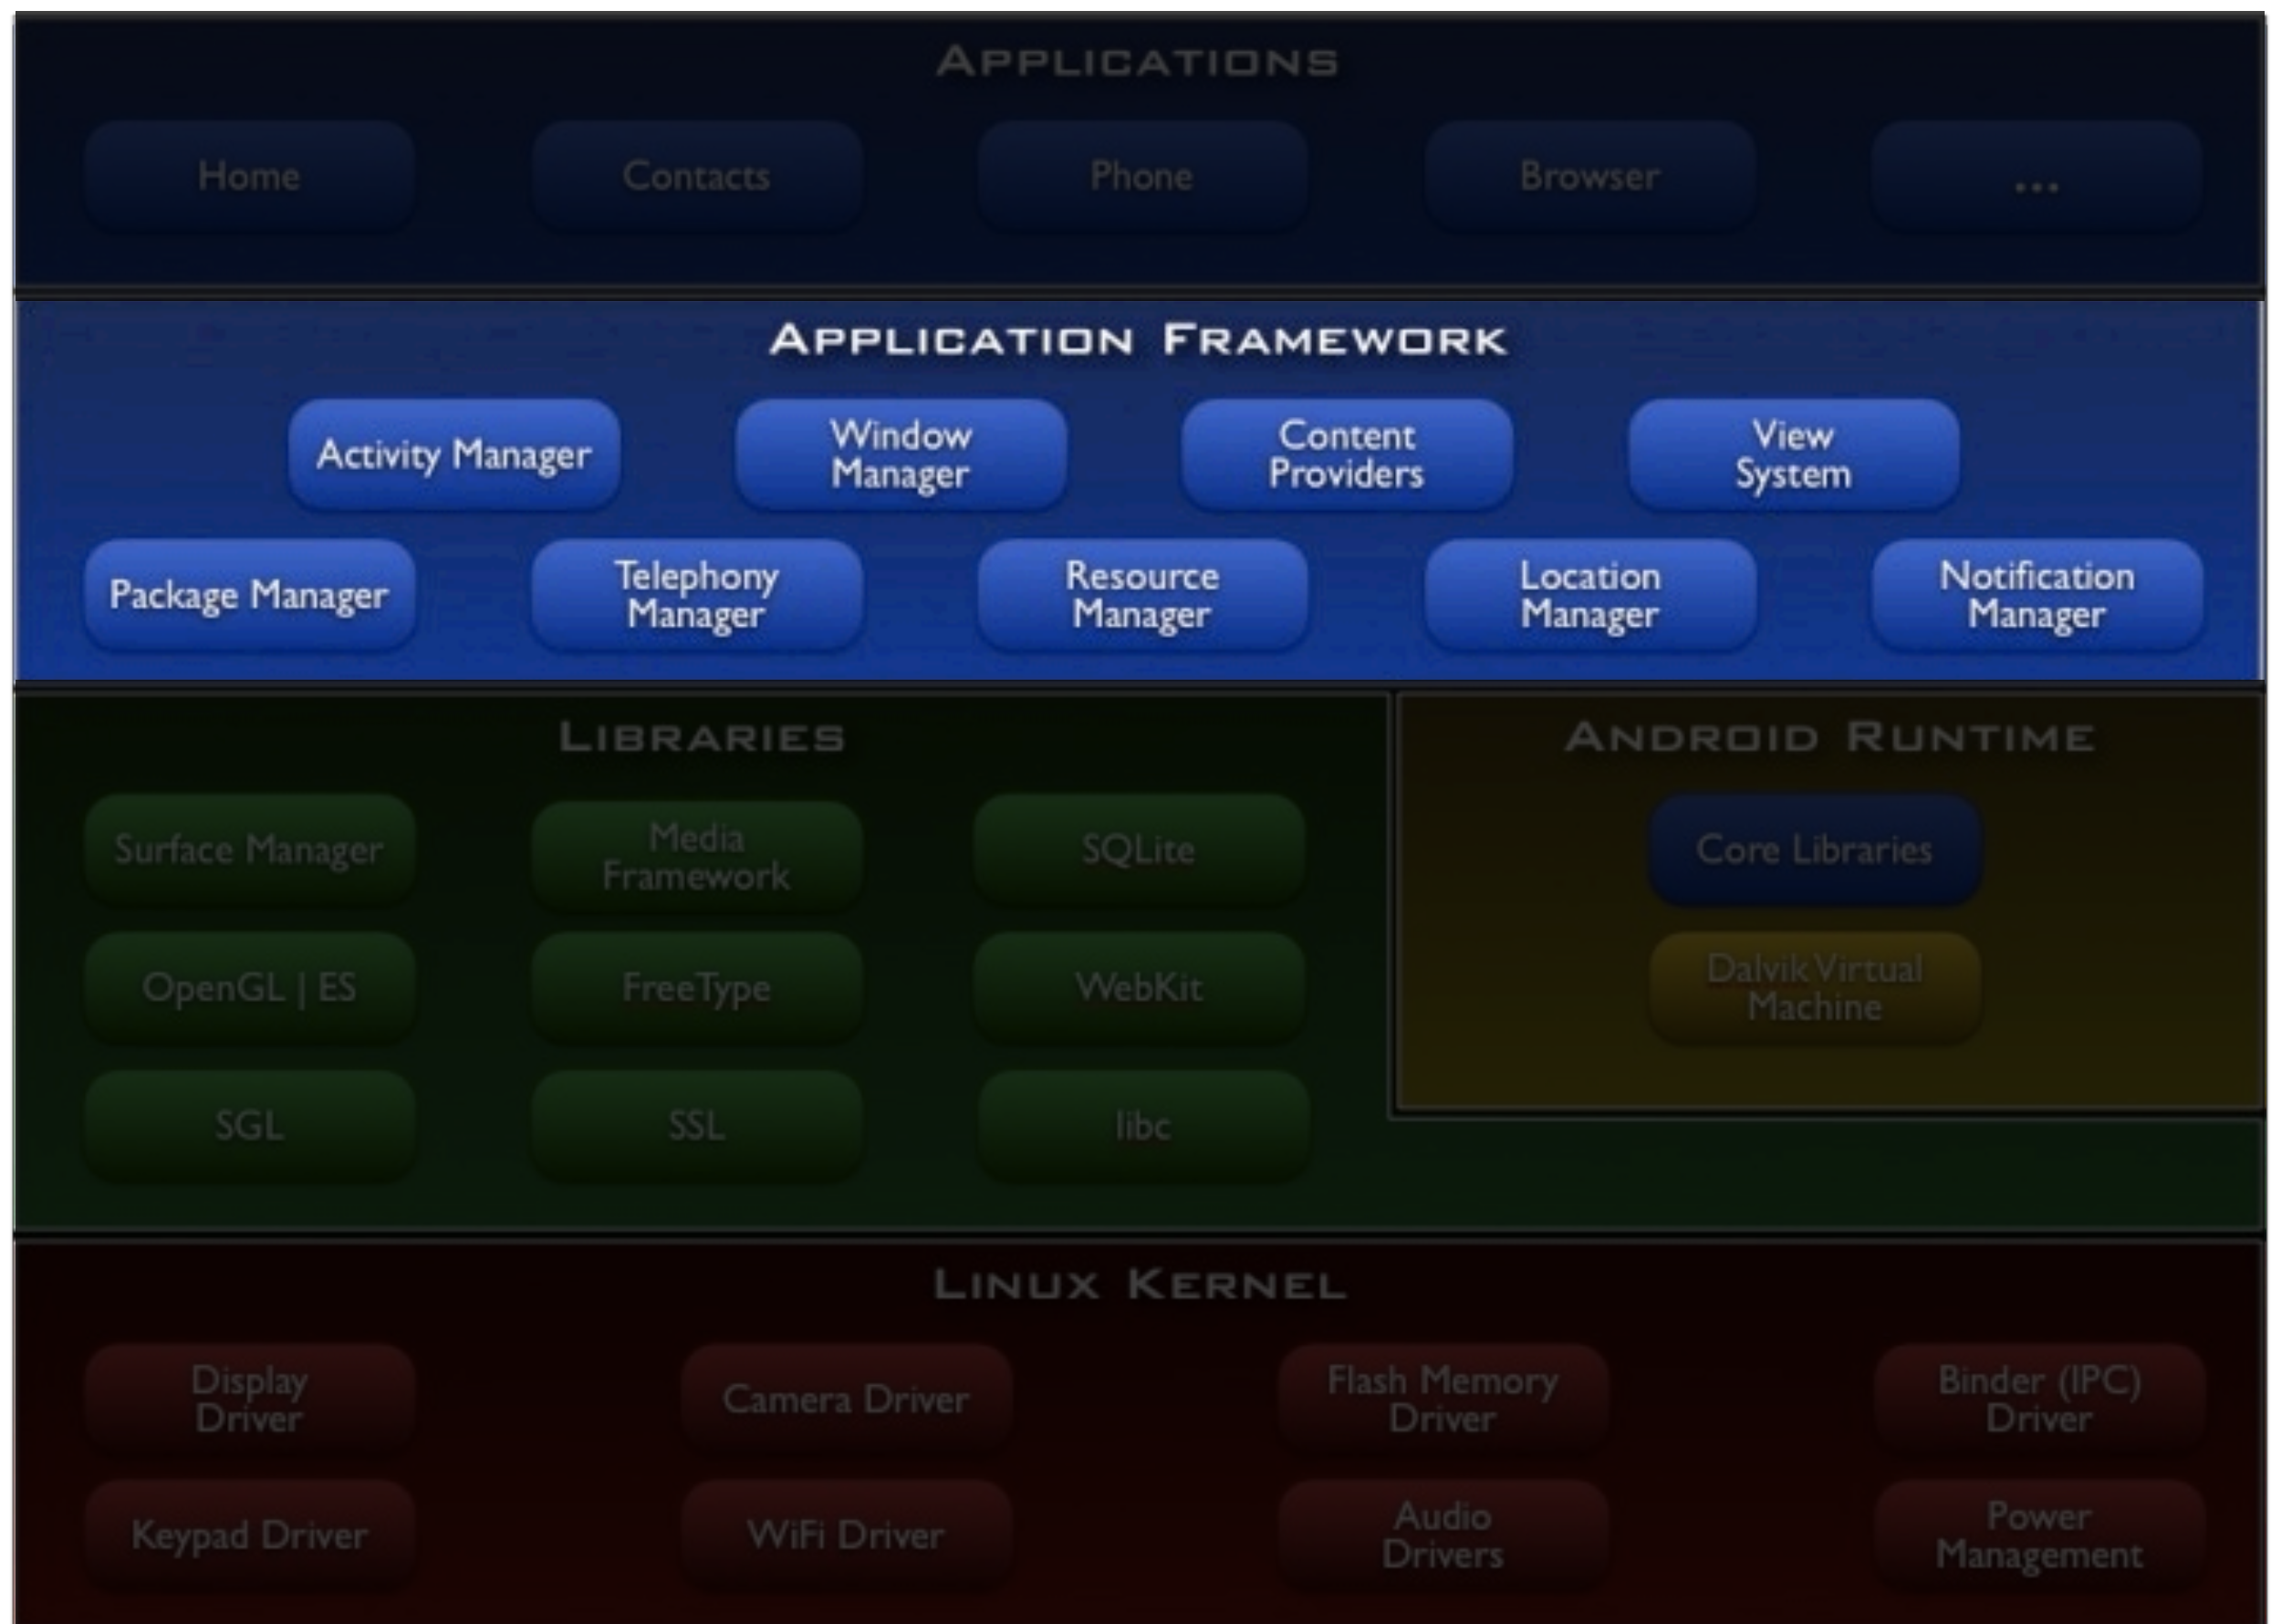 APPLICATIONS
Home
Contacts
Phone
Browser
...
APPLICATION FRAMEWORK
Activity Manager
Window
Manager
Content
Providers
View
System
Package Manager
Telephony
Manager
Resource
Manager
Location
Manager
Notification
Manager
LIBRARIES
Surface Manager
Media
Framework
SQLite
OpenGL | ES
FreeType
WebKit
SGL
SSL
libc
ANDROID RUNTIME
Core Libraries
Dalvik Virtual
Machine
LINUX KERNEL
Display
Driver
Camera Driver
Flash Memory
Driver
Binder (IPC)
Driver
Keypad Driver
WiFi Driver
Audio
Drivers
Power
Management